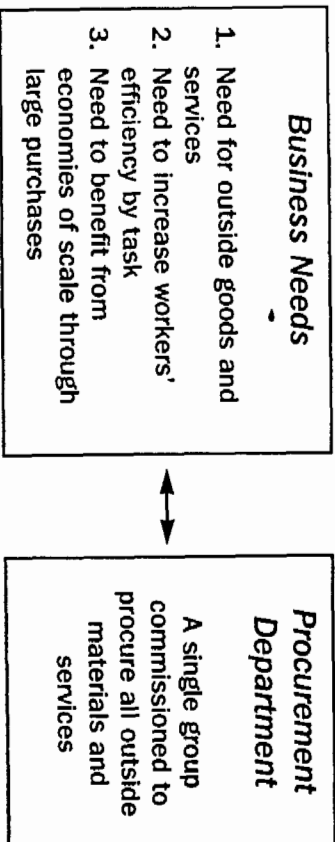 Business Needs
1. Need for outside goods and
services
2. Need to increase workers'
efficiency by task
3. Need to benefit from
economies of scale through
large purchases
Procurement
Department
A single group
commissioned to
procure all outside
materials and
services